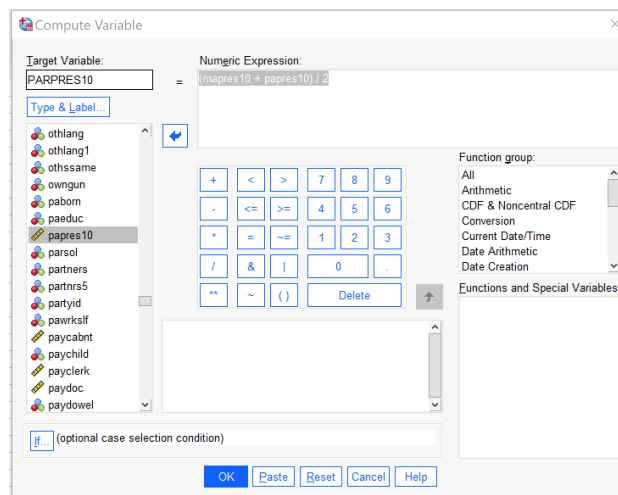 Compute Variable
Target Variable:
PARPRES10
=
Numeric Expression:
(mapres10 + papres10) / 2
Type & Label...
othlang
othlang1
othssame
owngun
paborn
paeduc
papres10
parsol
partners
partnrs5
partyid
pawrkslf
paycabnt
paychild
payclerk
paydoc
paydowel
+ < > 7 8 9
- <= >= 4 5 6
* = ~= 1 2 3
/ & | 0 .
** ~ ( ) Delete
Function group:
All
Arithmetic
CDF & Noncentral CDF
Conversion
Current Date/Time
Date Arithmetic
Date Creation
Functions and Special Variables
If... (optional case selection condition)
OK Paste Reset Cancel Help